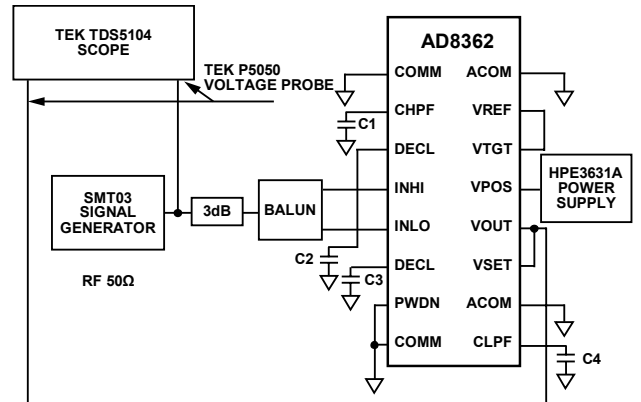 TEK TDS5104
SCOPE
TEK P5050
VOLTAGE PROBE
SMT03
SIGNAL
GENERATOR
3dB
BALUN
RF 50Ω
C1
C2
C3
AD8362
COMM
ACOM
CHPF
VREF
DECL
VTGT
INHI
VPOS
INLO
VOUT
DECL
VSET
PWDN
ACOM
COMM
CLPF
HPE3631A
POWER
SUPPLY
C4